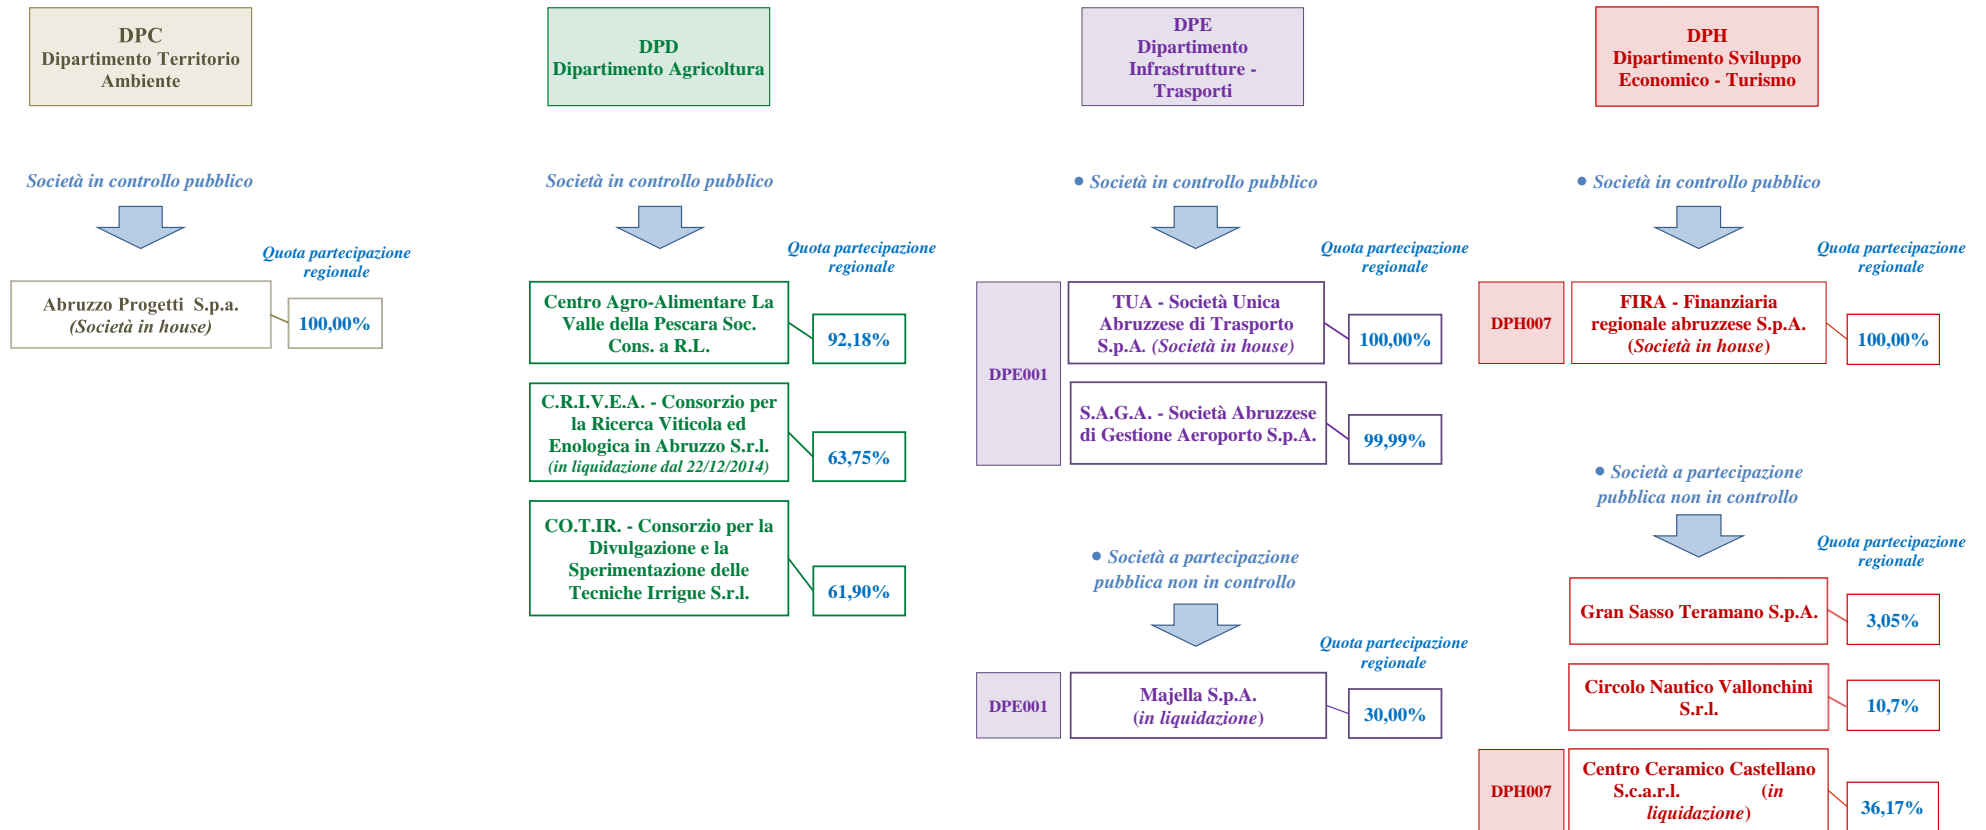 DPC
Dipartimento Territorio
Ambiente
Società in controllo pubblico
Quota partecipazione
regionale
Abruzzo Progetti S.p.a.
(Società in house)
100,00%
DPD
Dipartimento Agricoltura
Società in controllo pubblico
Quota partecipazione
regionale
Centro Agro-Alimentare La
Valle della Pescara Soc.
Cons. a R.L.
92,18%
C.R.I.V.E.A. - Consorzio per
la Ricerca Viticola ed
Enologica in Abruzzo S.r.l.
(in liquidazione dal 22/12/2014)
63,75%
CO.T.IR. - Consorzio per la
Divulgazione e la
Sperimentazione delle
Tecniche Irrigue S.r.l.
61,90%
DPE
Dipartimento
Infrastrutture -
Trasporti
• Società in controllo pubblico
Quota partecipazione
regionale
DPE001
TUA - Società Unica
Abruzzese di Trasporto
S.p.A. (Società in house)
100,00%
S.A.G.A. - Società Abruzzese
di Gestione Aeroporto S.p.A.
99,99%
• Società a partecipazione
pubblica non in controllo
Quota partecipazione
regionale
DPE001
Majella S.p.A.
(in liquidazione)
30,00%
DPH
Dipartimento Sviluppo
Economico - Turismo
• Società in controllo pubblico
Quota partecipazione
regionale
DPH007
FIRA - Finanziaria
regionale abruzzese S.p.A.
(Società in house)
100,00%
• Società a partecipazione
pubblica non in controllo
Quota partecipazione
regionale
Gran Sasso Teramano S.p.A.
3,05%
Circolo Nautico Vallonchini
S.r.l.
10,7%
DPH007
Centro Ceramico Castellano
S.c.a.r.l. (in
liquidazione)
36,17%